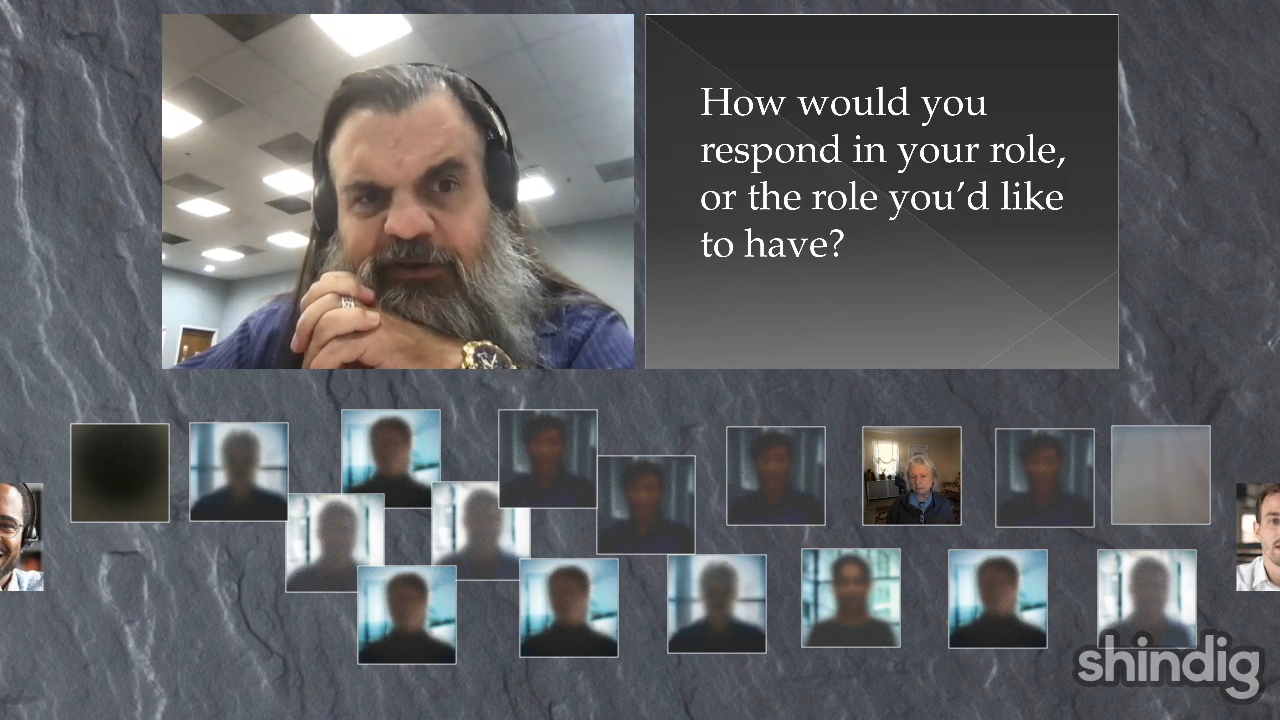 How would you
respond in your role,
or the role you’d like
to have?
shindig